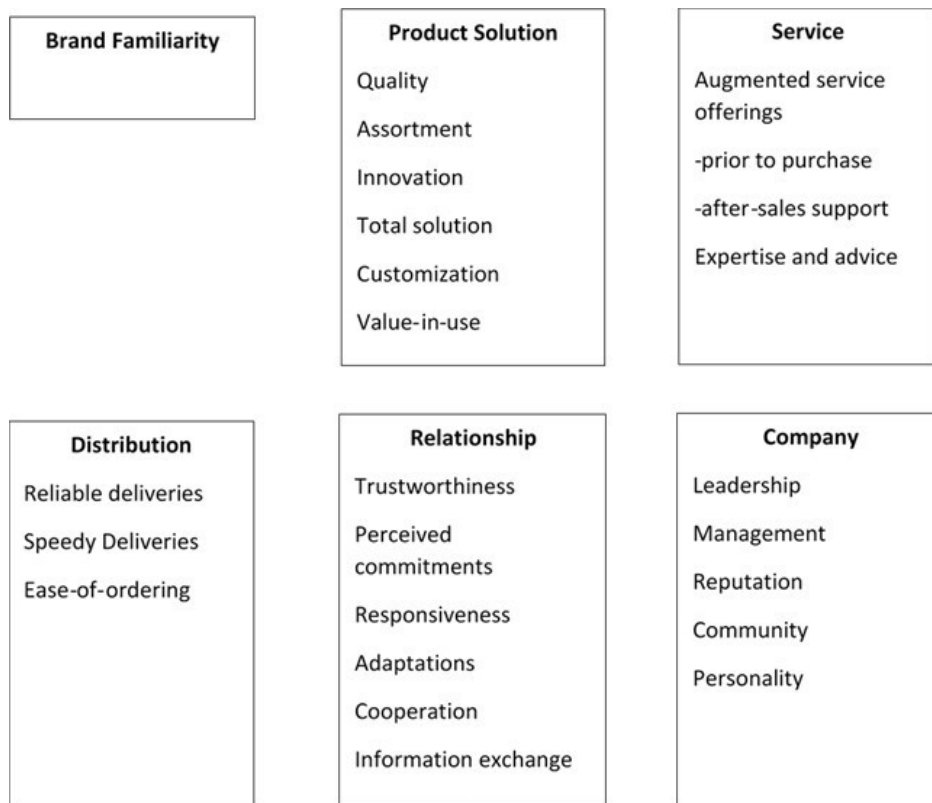 Brand Familiarity
Product Solution
Quality
Assortment
Innovation
Total solution
Customization
Value-in-use
Service
Augmented service
offerings
-prior to purchase
-after-sales support
Expertise and advice
Distribution
Reliable deliveries
Speedy Deliveries
Ease-of-ordering
Relationship
Trustworthiness
Perceived
commitments
Responsiveness
Adaptations
Cooperation
Information exchange
Company
Leadership
Management
Reputation
Community
Personality